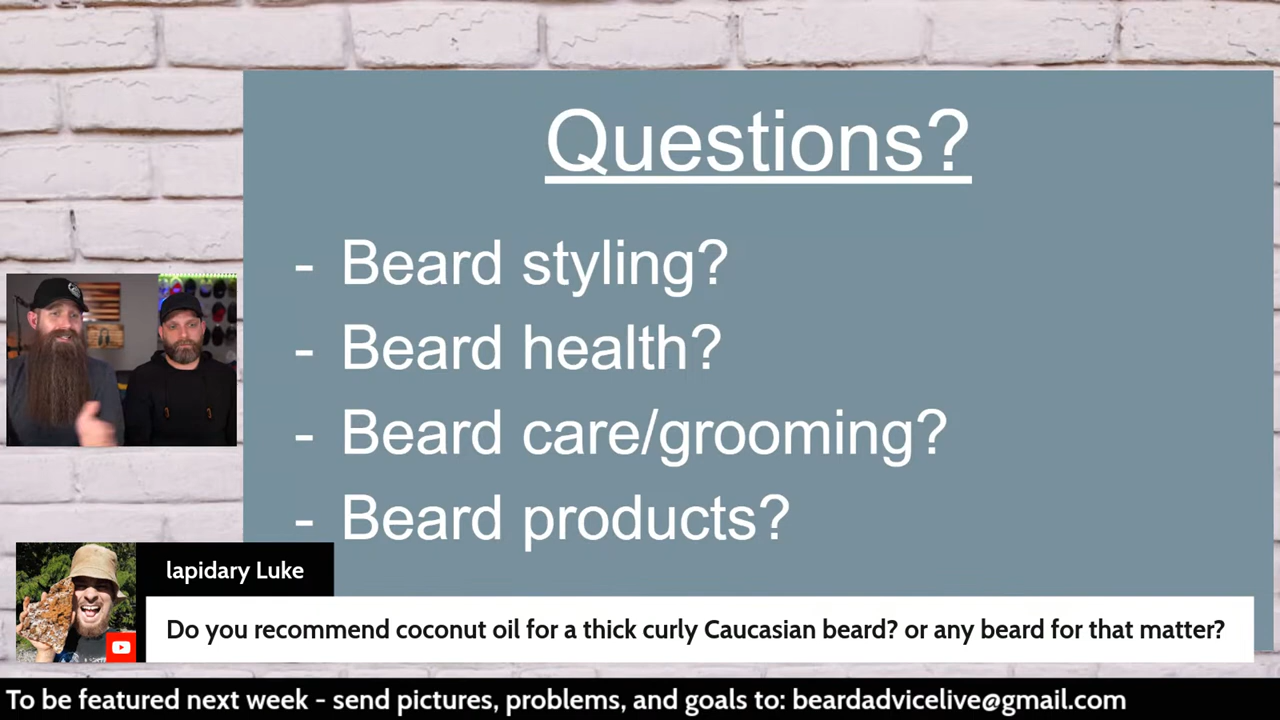 Questions?
- Beard styling?
- Beard health?
- Beard care/grooming?
- Beard products?
lapidary Luke
Do you recommend coconut oil for a thick curly Caucasian beard? or any beard for that matter?
To be featured next week - send pictures, problems, and goals to: beardadvicelive@gmail.com